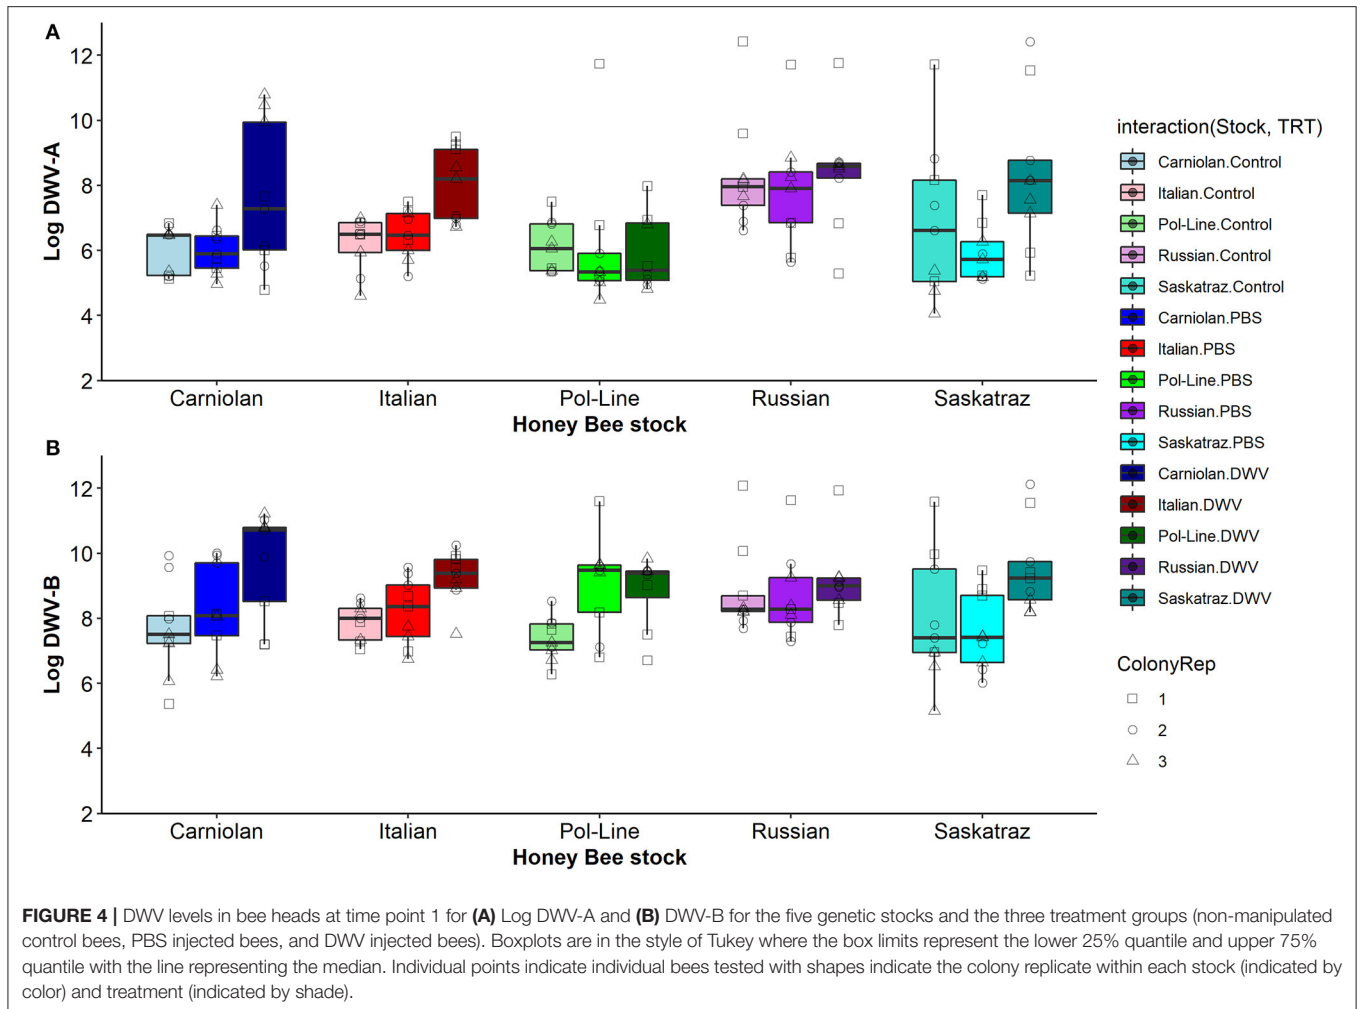 A
12
10
8
6
4
2
Log DWV-A
Carniolan
Italian
Pol-Line
Russian
Saskatraz
Honey Bee stock
B
12
10
8
6
4
2
Log DWV-B
Carniolan
Italian
Pol-Line
Russian
Saskatraz
Honey Bee stock
interaction(Stock, TRT)
Carniolan.Control
Italian.Control
Pol-Line.Control
Russian.Control
Saskatraz.Control
Carniolan.PBS
Italian.PBS
Pol-Line.PBS
Russian.PBS
Saskatraz.PBS
Carniolan.DWV
Italian.DWV
Pol-Line.DWV
Russian.DWV
Saskatraz.DWV
ColonyRep
1
2
3
FIGURE 4 | DWV levels in bee heads at time point 1 for (A) Log DWV-A and (B) DWV-B for the five genetic stocks and the three treatment groups (non-manipulated
control bees, PBS injected bees, and DWV injected bees). Boxplots are in the style of Tukey where the box limits represent the lower 25% quantile and upper 75%
quantile with the line representing the median. Individual points indicate individual bees tested with shapes indicate the colony replicate within each stock (indicated by
color) and treatment (indicated by shade).